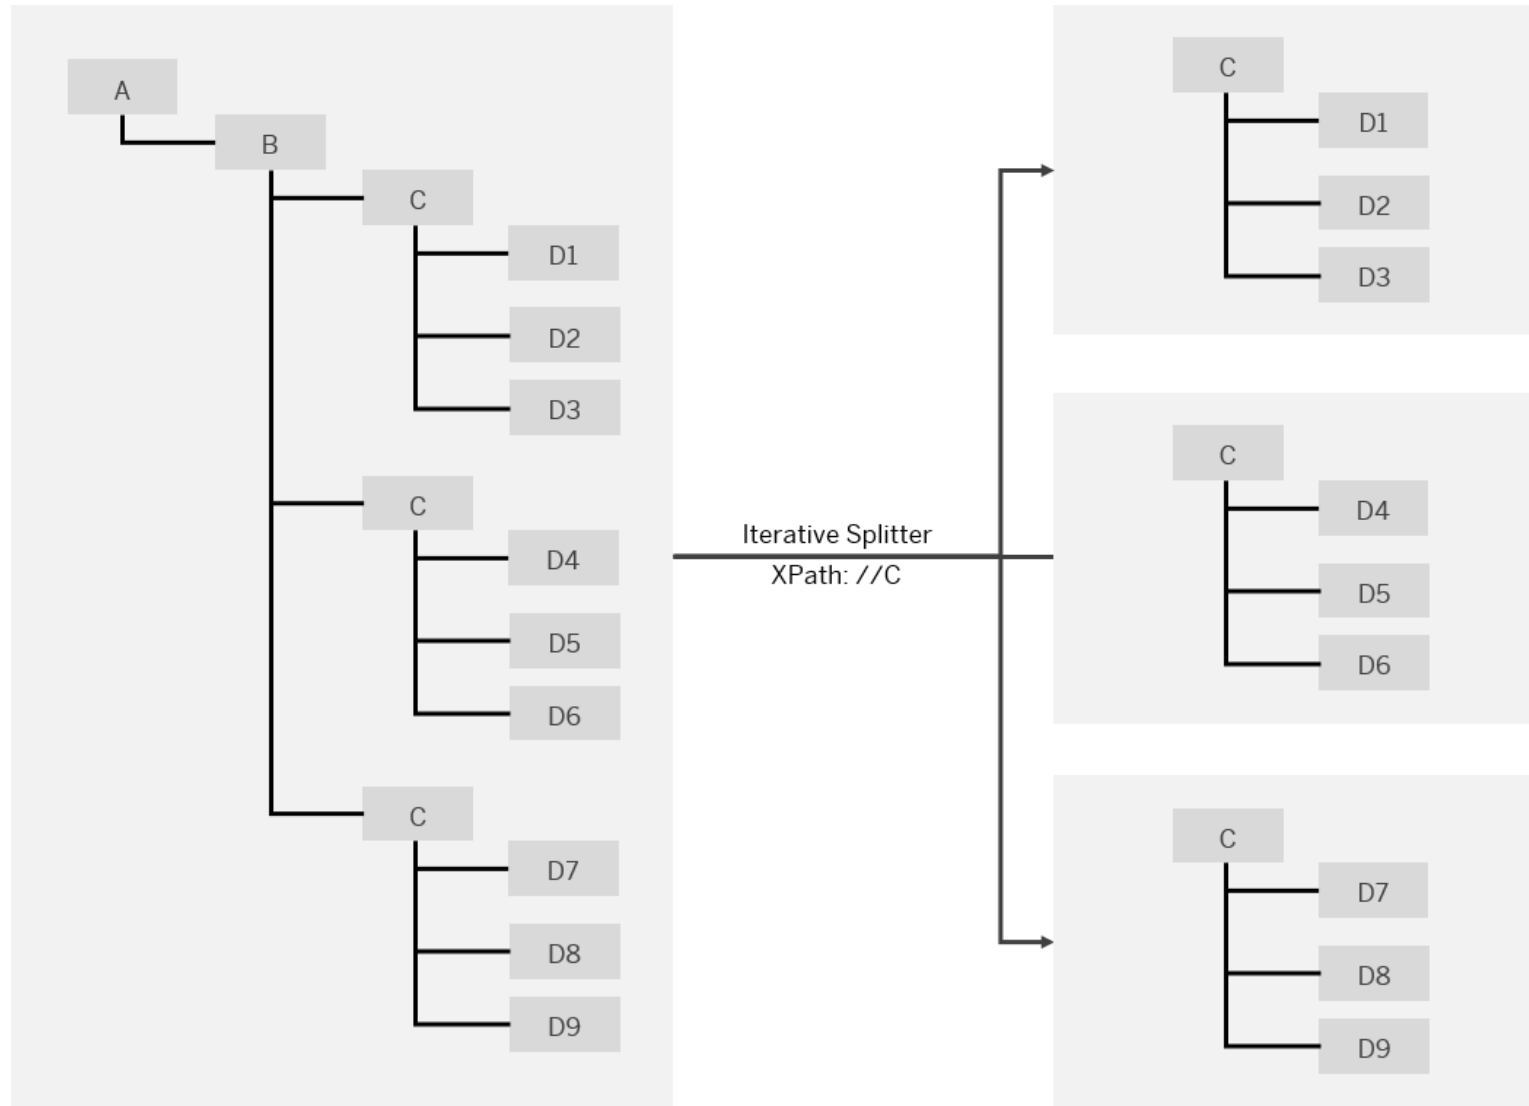 A
B
C
D1
D2
D3
C
D4
D5
D6
C
D7
D8
D9
Iterative Splitter
XPath: //C
C
D1
D2
D3
C
D4
D5
D6
C
D7
D8
D9